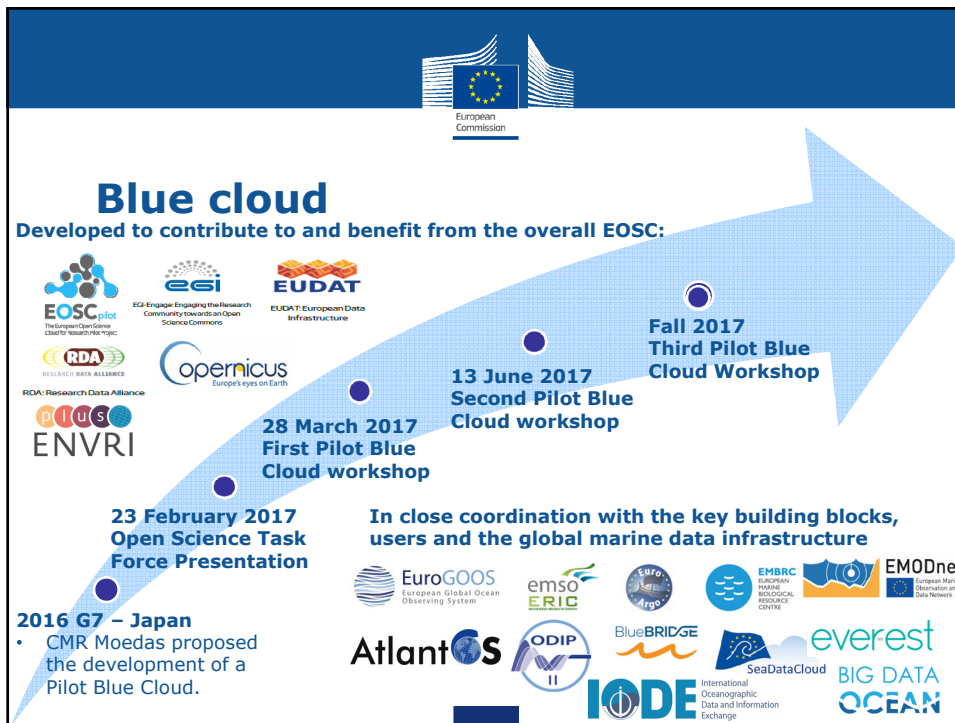 European
Commission
Blue cloud
Developed to contribute to and benefit from the overall EOSC:
EOSCpilot
The European Open Science
Cloud for Research Pilot Project
egi
EGI-Engage: Engaging the Research
Community towards an Open
Science Commons
EUDAT
EUDAT: European Data
Infrastructure
RDA
RESEARCH DATA ALLIANCE
RDA: Research Data Alliance
Copernicus
Europe's eyes on Earth
plus
ENVRI
2016 G7 – Japan
• CMR Moedas proposed
the development of a
Pilot Blue Cloud.
23 February 2017
Open Science Task
Force Presentation
28 March 2017
First Pilot Blue
Cloud workshop
13 June 2017
Second Pilot Blue
Cloud workshop
Fall 2017
Third Pilot Blue
Cloud Workshop
In close coordination with the key building blocks,
users and the global marine data infrastructure
EuroGOOS
European Global Ocean
Observing System
emso
ERIC
Euro
Argo
EMBRC
EUROPEAN
MARINE
BIOLOGICAL
RESOURCE
CENTRE
EMODne
European Mari
Observation an
Data Network
AtlantOS
ODIP
II
BlueBRIDGE
SeaDataCloud
everest
BIG DATA
OCEAN
IODE
International
Oceanographic
Data and Information
Exchange